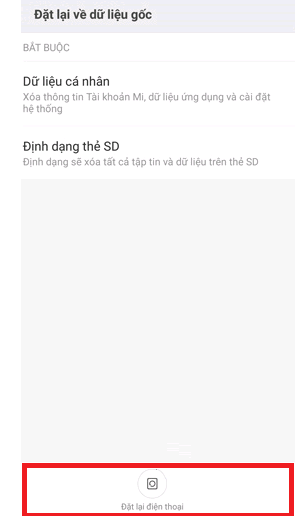 Đặt lại về dữ liệu gốc
BẮT BUỘC
Dữ liệu cá nhân
Xóa thông tin Tài khoản Mi, dữ liệu ứng dụng và cài đặt
hệ thống
Định dạng thẻ SD
Định dạng sẽ xóa tất cả tập tin và dữ liệu trên thẻ SD
Đặt lại điện thoại